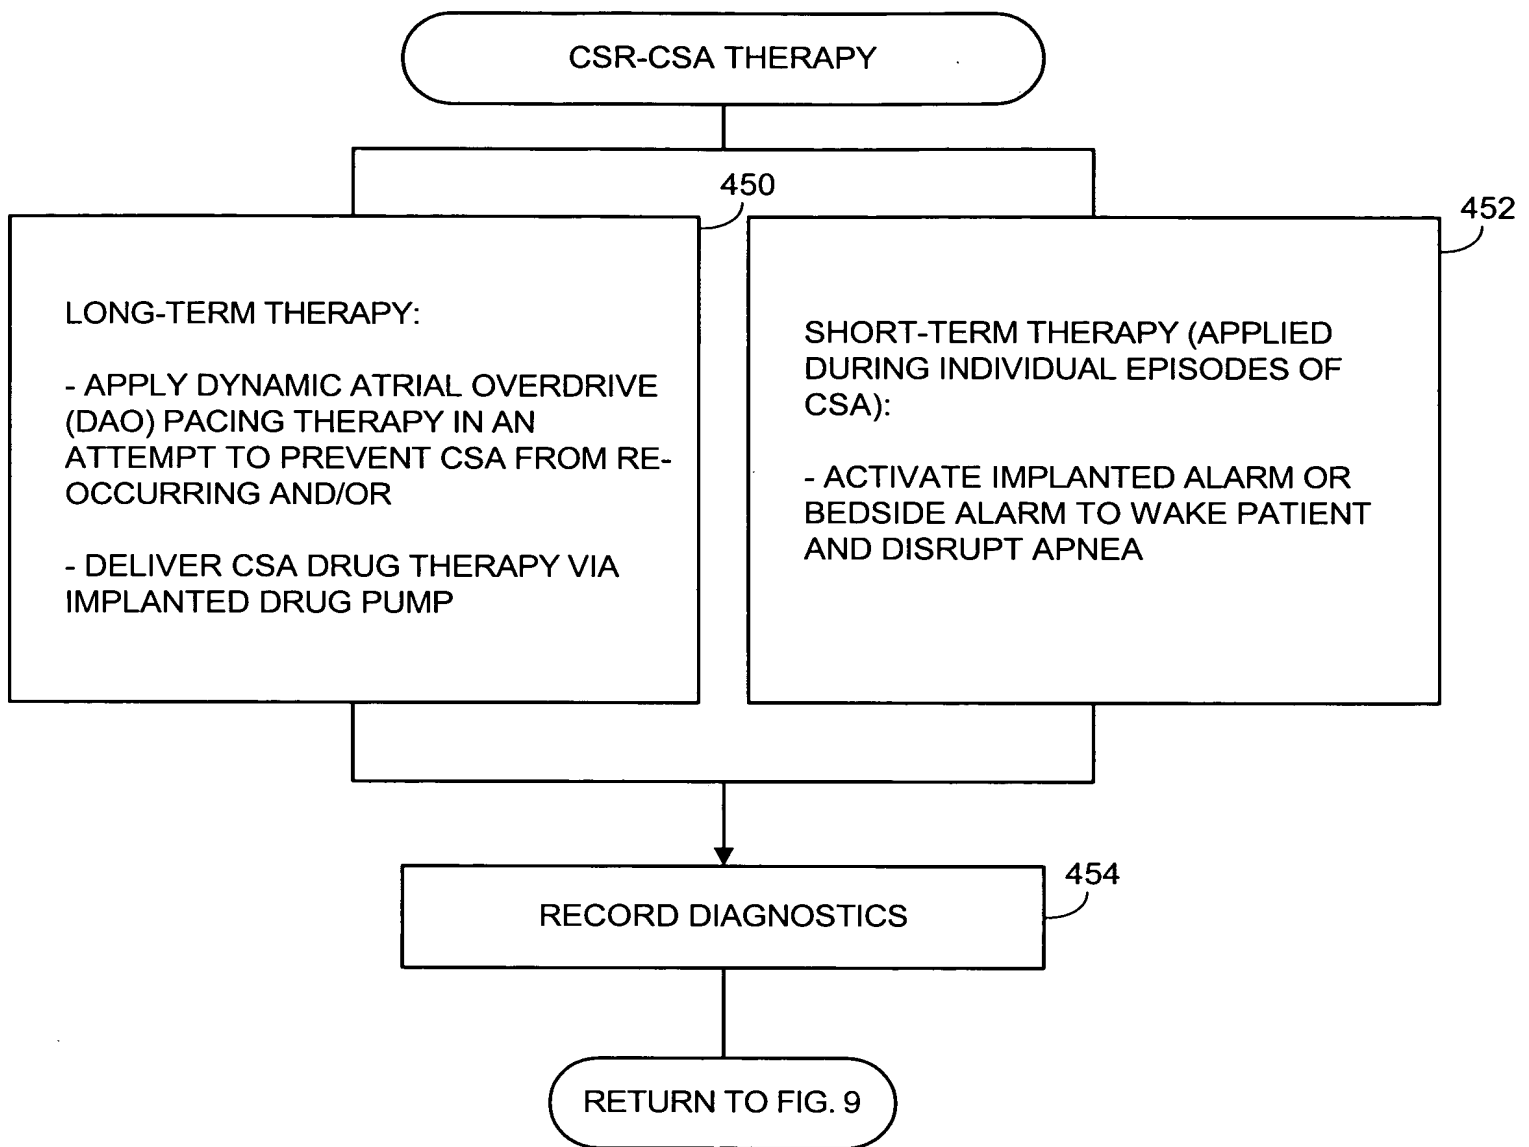 CSR-CSA THERAPY
450
LONG-TERM THERAPY:
- APPLY DYNAMIC ATRIAL OVERDRIVE
(DAO) PACING THERAPY IN AN
ATTEMPT TO PREVENT CSA FROM RE-
OCCURRING AND/OR
- DELIVER CSA DRUG THERAPY VIA
IMPLANTED DRUG PUMP
452
SHORT-TERM THERAPY (APPLIED
DURING INDIVIDUAL EPISODES OF
CSA):
- ACTIVATE IMPLANTED ALARM OR
BEDSIDE ALARM TO WAKE PATIENT
AND DISRUPT APNEA
454
RECORD DIAGNOSTICS
RETURN TO FIG. 9